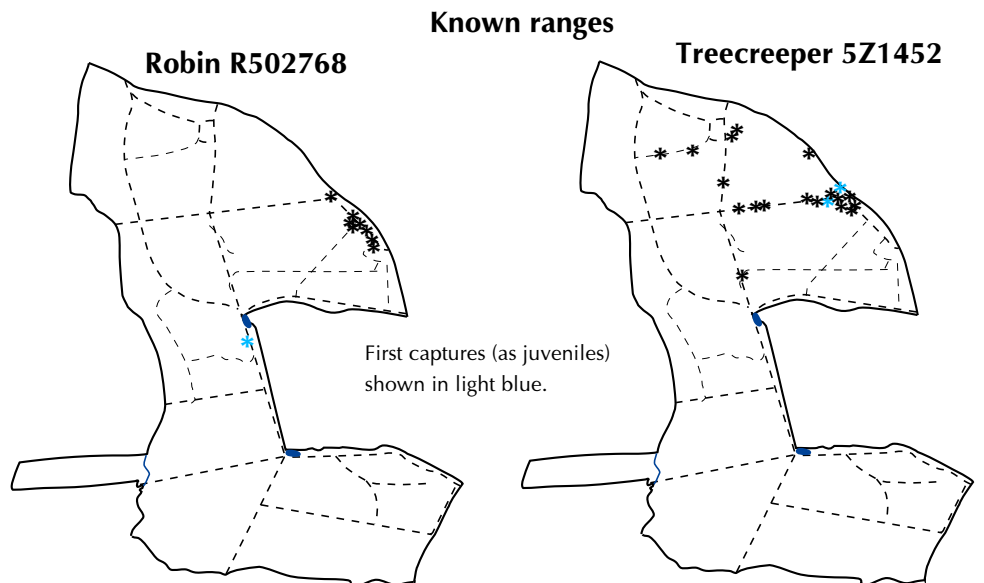 Known ranges
Robin R502768
Treecreeper 5Z1452
First captures (as juveniles)
shown in light blue.